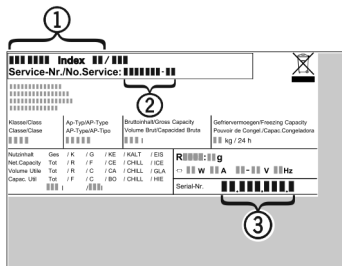 1
Index / 
Service-Nr./No.Service: -
2
Klasse/Class
Classe/Clase
Ap-Typ/AP-Type
AP-Type/AP-Tipo
Bruttoinhalt/Gross Capacity
Volume Brut/Capacidad Bruta
l
Gefriervermoegen/Freezing Capacity
Pouvoir de Congel./Capac.Congeladora
kg / 24 h
Nutzinhalt Ges / K / G / KE / KALT / EIS
Net.Capacity Tot / R / F / CE / CHILL / ICE
Volume Utile Tot / R / C / CA / CHILL / GLA
Capac. Util Tot / F / C / BO / CHILL / HIE
l / l
R : g
W A - V Hz
Serial-Nr. . . .
3